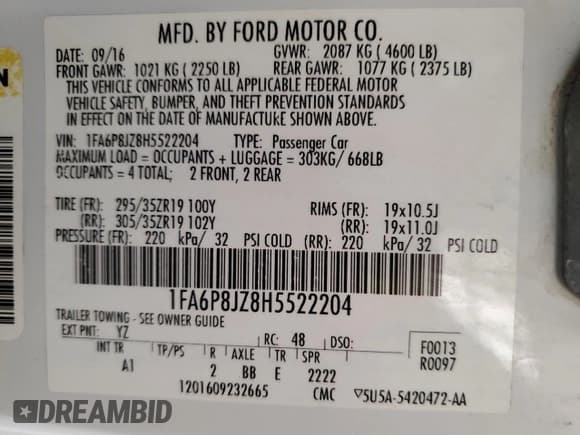 N
MFD. BY FORD MOTOR CO.
DATE: 09/16 GVWR: 2087 KG ( 4600 LB)
FRONT GAWR: 1021 KG ( 2250 LB) REAR GAWR: 1077 KG ( 2375 LB)
THIS VEHICLE CONFORMS TO ALL APPLICABLE FEDERAL MOTOR
VEHICLE SAFETY, BUMPER, AND THEFT PREVENTION STANDARDS
IN EFFECT ON THE DATE OF MANUFACTURE SHOWN ABOVE.
VIN: 1FA6P8JZ8H5522204 TYPE: Passenger Car
MAXIMUM LOAD = OCCUPANTS + LUGGAGE = 303KG/ 668LB
OCCUPANTS = 4 TOTAL; 2 FRONT, 2 REAR
TIRE (FR): 295/35ZR19 100Y RIMS (FR): 19x10.5J
(RR): 305/35ZR19 102Y (RR): 19x11.0J
PRESSURE (FR): 220 kPa/ 32 PSI COLD (RR): 220 kPa/ 32 PSI COLD
1FA6P8JZ8H5522204
TRAILER TOWING - SEE OWNER GUIDE
EXT PNT: YZ RC: 48 DSO: F0013
INT TR TP/PS R AXLE TR SPR R0097
A1 2 BB E 2222
1201609232665 CMC ▽5U5A-5420472-AA
DREAMBID